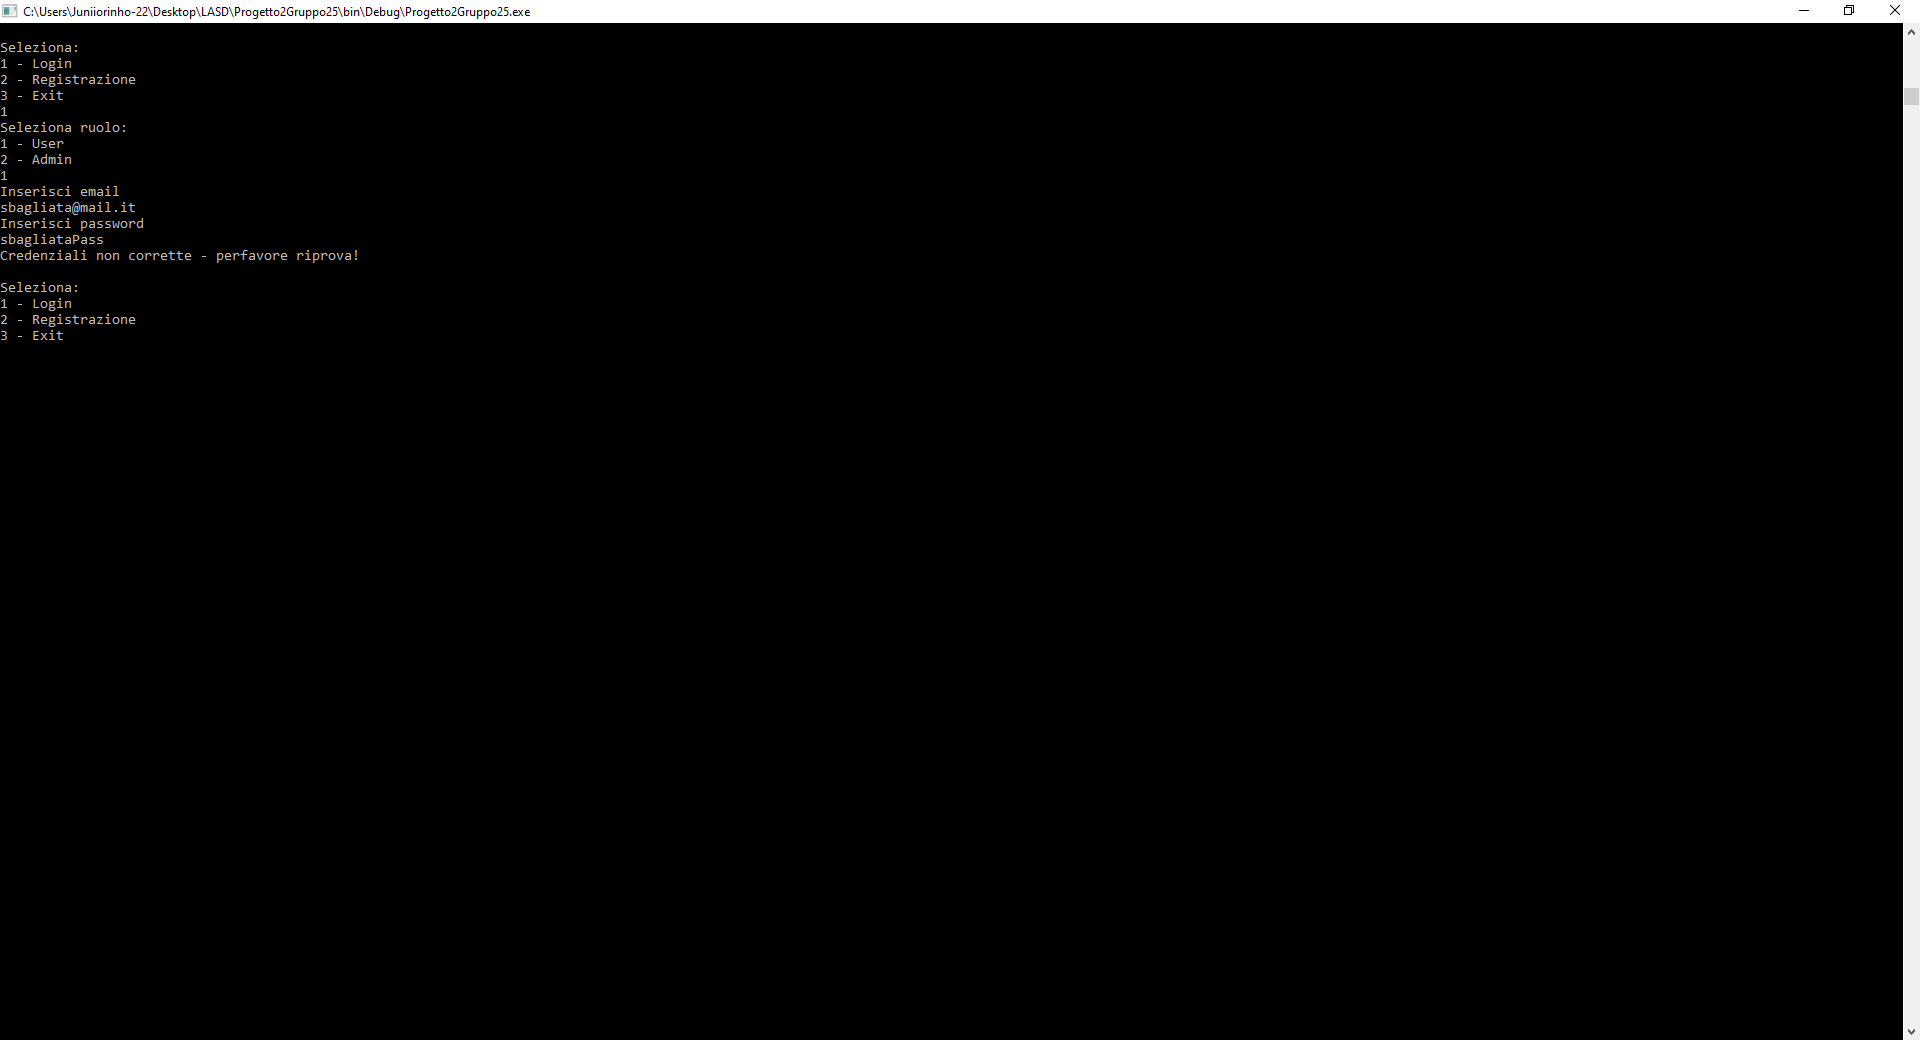 C:\Users\Juniiorinho-22\Desktop\LASD\Progetto2Gruppo25\bin\Debug\Progetto2Gruppo25.exe
Seleziona:
1 - Login
2 - Registrazione
3 - Exit
1
Seleziona ruolo:
1 - User
2 - Admin
1
Inserisci email
sbagliata@mail.it
Inserisci password
sbagliataPass
Credenziali non corrette - perfavore riprova!
Seleziona:
1 - Login
2 - Registrazione
3 - Exit